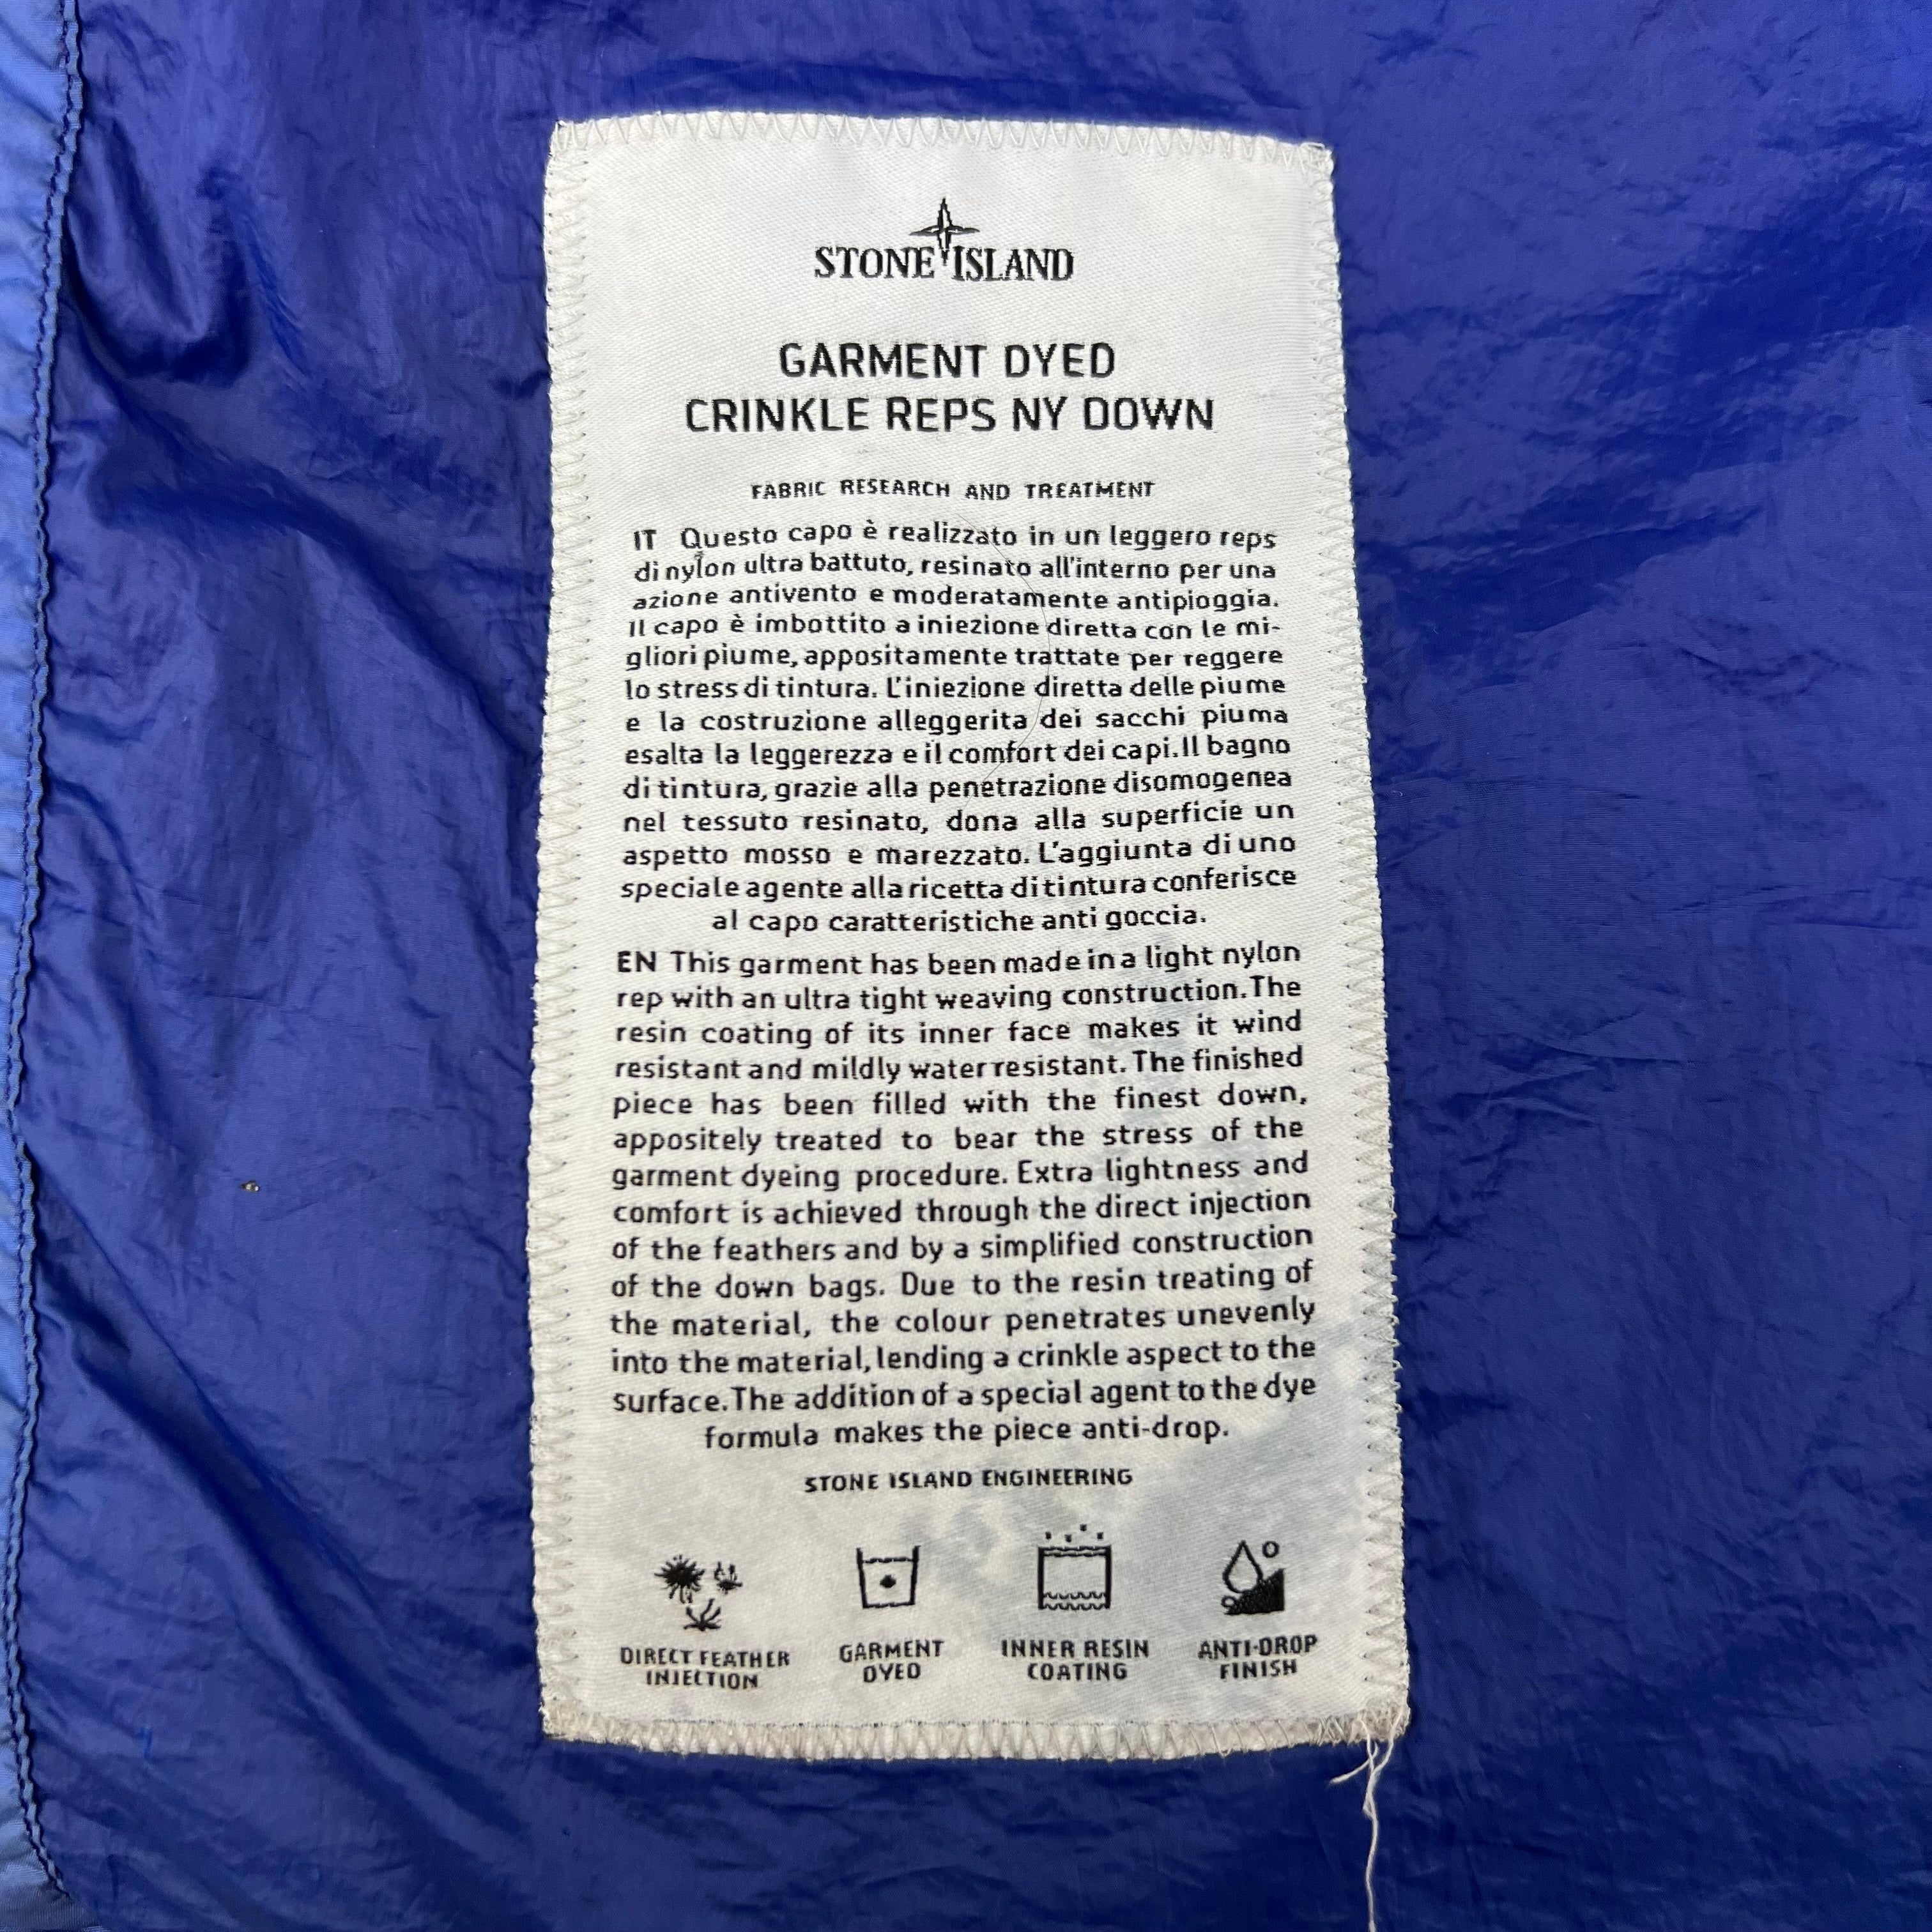 STONE ISLAND
GARMENT DYED
CRINKLE REPS NY DOWN
FABRIC RESEARCH AND TREATMENT
IT Questo capo è realizzato in un leggero reps
di nylon ultra battuto, resinato all'interno per una
azione antivento e moderatamente antipioggia.
Il capo è imbottito a iniezione diretta con le mi-
gliori piume, appositamente trattate per reggere
lo stress di tintura. L'iniezione diretta delle piume
e la costruzione alleggerita dei sacchi piuma
esalta la leggerezza e il comfort dei capi. Il bagno
di tintura, grazie alla penetrazione disomogenea
nel tessuto resinato, dona alla superficie un
aspetto mosso e marezzato. L'aggiunta di uno
speciale agente alla ricetta di tintura conferisce
al capo caratteristiche anti goccia.
EN This garment has been made in a light nylon
rep with an ultra tight weaving construction. The
resin coating of its inner face makes it wind
resistant and mildly water resistant. The finished
piece has been filled with the finest down,
appositely treated to bear the stress of the
garment dyeing procedure. Extra lightness and
comfort is achieved through the direct injection
of the feathers and by a simplified construction
of the down bags. Due to the resin treating of
the material, the colour penetrates unevenly
into the material, lending a crinkle aspect to the
surface. The addition of a special agent to the dye
formula makes the piece anti-drop.
STONE ISLAND ENGINEERING
DIRECT FEATHER
INJECTION
GARMENT
DYED
INNER RESIN
COATING
ANTI-DROP
FINISH